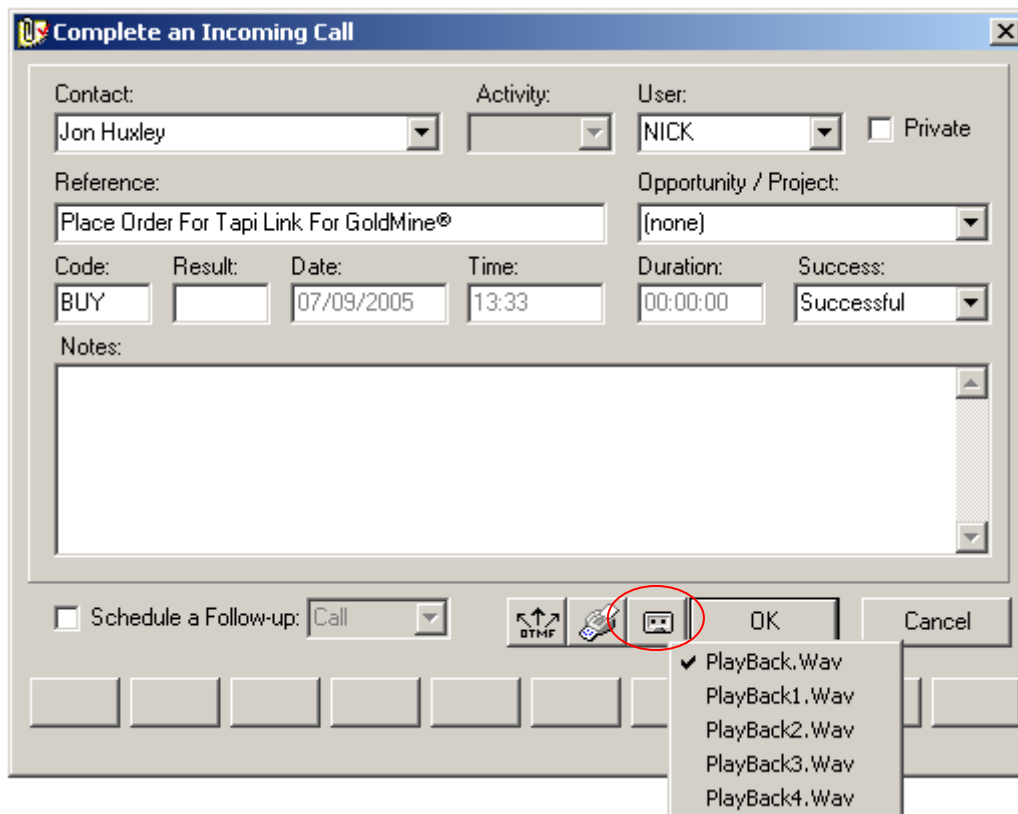 Complete an Incoming Call
Contact: Activity: User:
Jon Huxley NICK Private
Reference: Opportunity / Project:
Place Order For Tapi Link For GoldMine® (none)
Code: Result: Date: Time: Duration: Success:
BUY 07/09/2005 13:33 00:00:00 Successful
Notes:
Schedule a Follow-up: Call DTMF OK Cancel
PlayBack.Wav
PlayBack1.Wav
PlayBack2.Wav
PlayBack3.Wav
PlayBack4.Wav